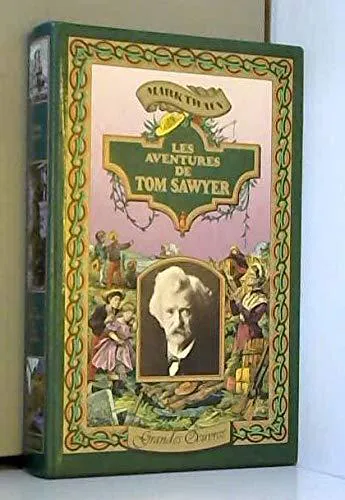 MARK TWAIN
LES
AVENTURES
DE
TOM SAWYER
Grandes Œuvres